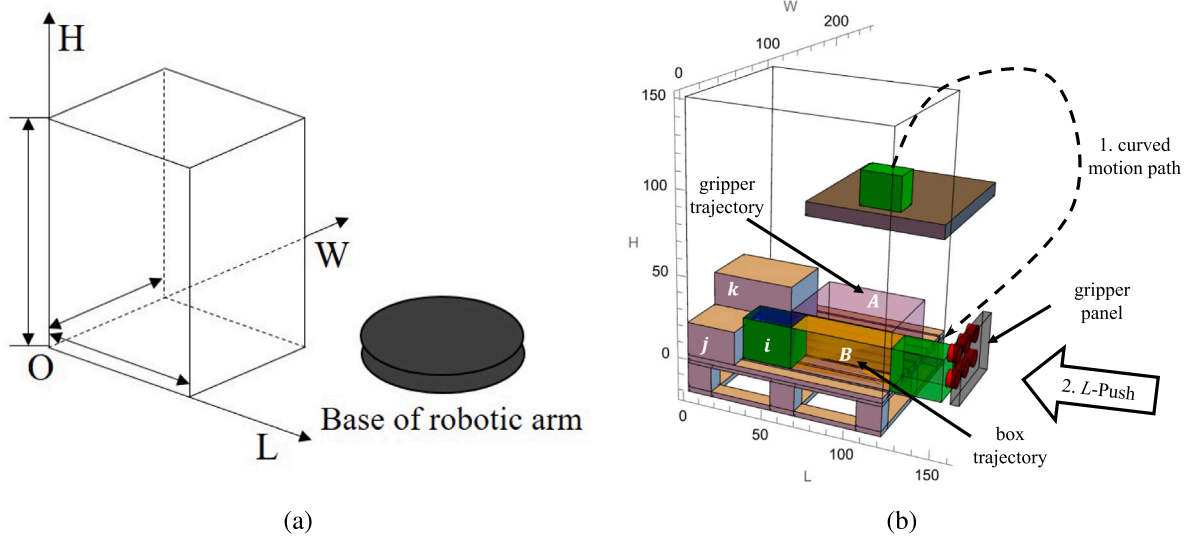 H
W
O
L
Base of robotic arm
(a)
W
200
100
0
150
100
50
0
H
1. curved
motion path
gripper
trajectory
k
A
j
i
B
gripper
panel
2. L-Push
box
trajectory
0
50
100
150
L
(b)